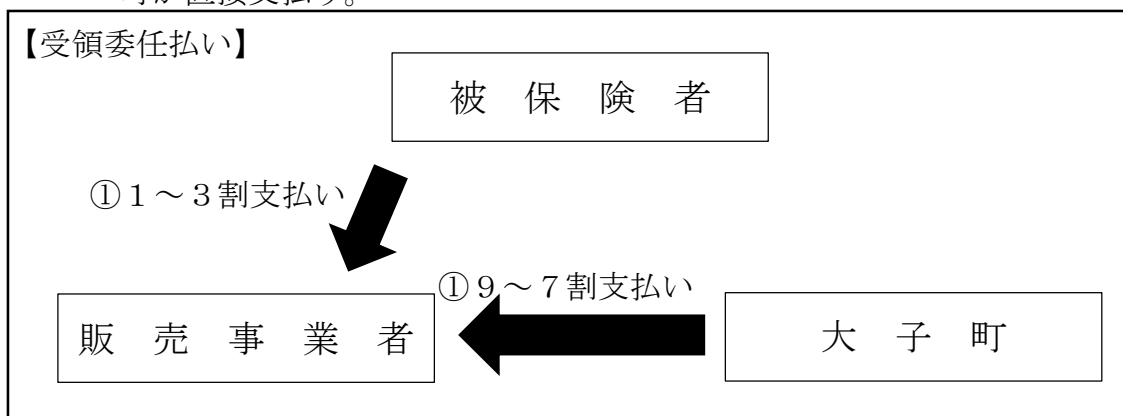 【受領委任払い】
被 保 険 者
①１～３割支払い
①９～７割支払い
販 売 事 業 者
大 子 町